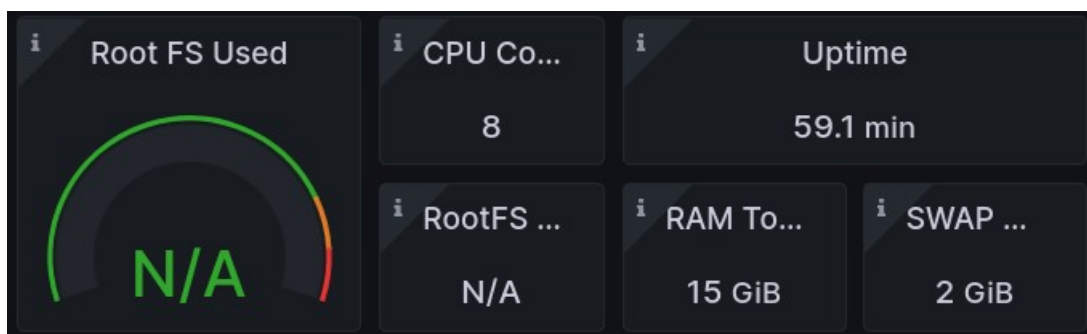 Root FS Used
N/A
CPU Co...
8
Uptime
59.1 min
RootFS ...
N/A
RAM To...
15 GiB
SWAP ...
2 GiB